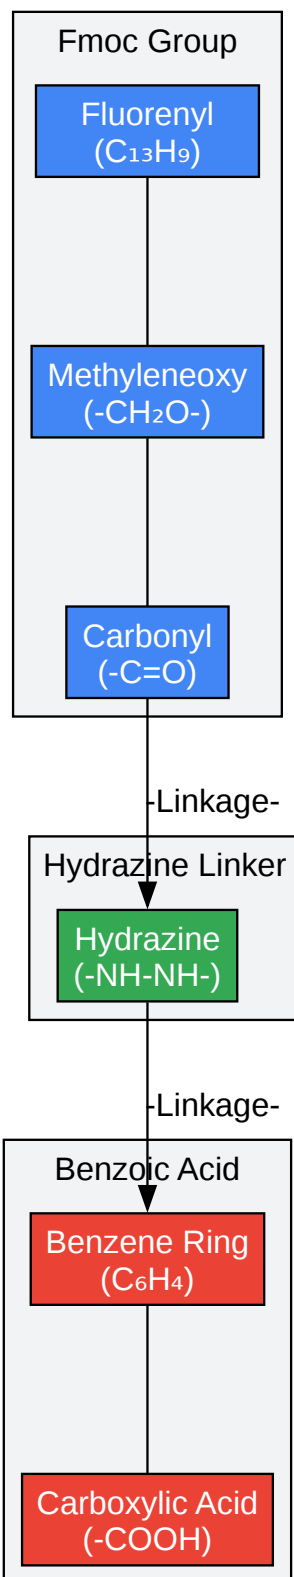 Fmoc Group
Fluorenyl
(C₁₃H₉)
Methyleneoxy
(-CH₂O-)
Carbonyl
(-C=O)
-Linkage-
Hydrazine Linker
Hydrazine
(-NH-NH-)
-Linkage-
Benzoic Acid
Benzene Ring
(C₆H₄)
Carboxylic Acid
(-COOH)